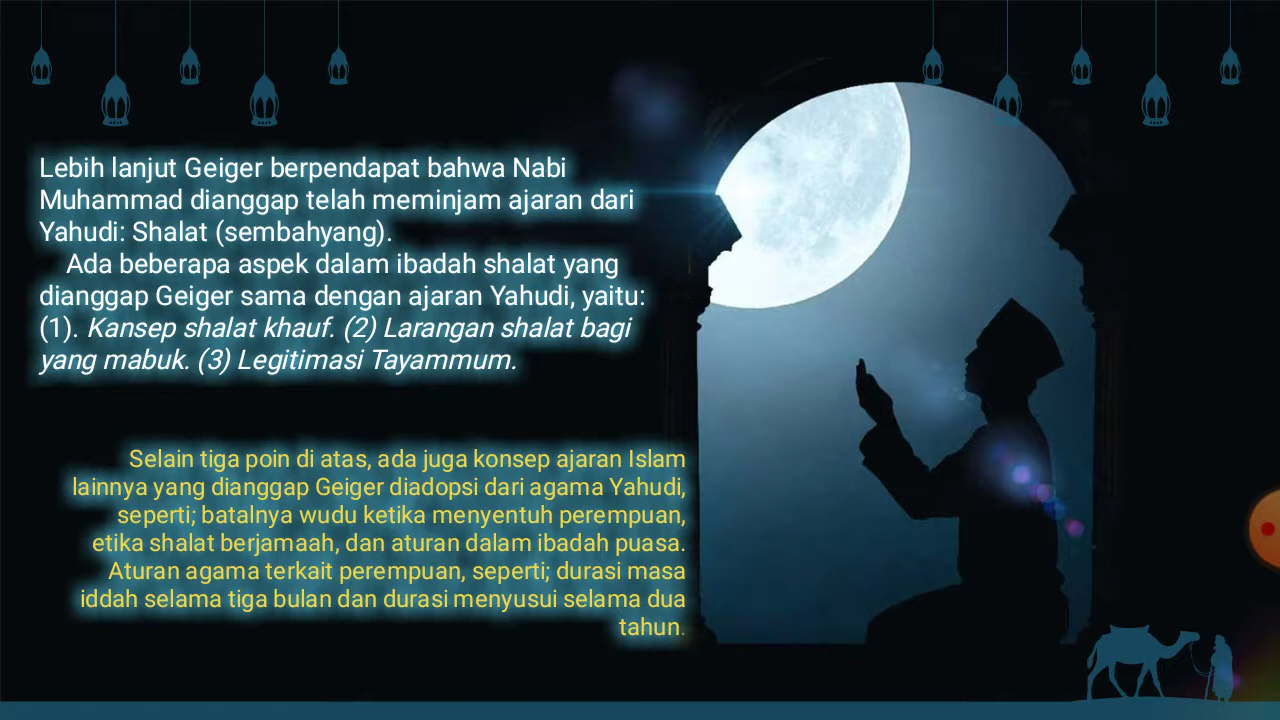 Lebih lanjut Geiger berpendapat bahwa Nabi
Muhammad dianggap telah meminjam ajaran dari
Yahudi: Shalat (sembahyang).
Ada beberapa aspek dalam ibadah shalat yang
dianggap Geiger sama dengan ajaran Yahudi, yaitu:
(1). Kansep shalat khauf. (2) Larangan shalat bagi
yang mabuk. (3) Legitimasi Tayammum.
Selain tiga poin di atas, ada juga konsep ajaran Islam
lainnya yang dianggap Geiger diadopsi dari agama Yahudi,
seperti; batalnya wudu ketika menyentuh perempuan,
etika shalat berjamaah, dan aturan dalam ibadah puasa.
Aturan agama terkait perempuan, seperti; durasi masa
iddah selama tiga bulan dan durasi menyusui selama dua
tahun.